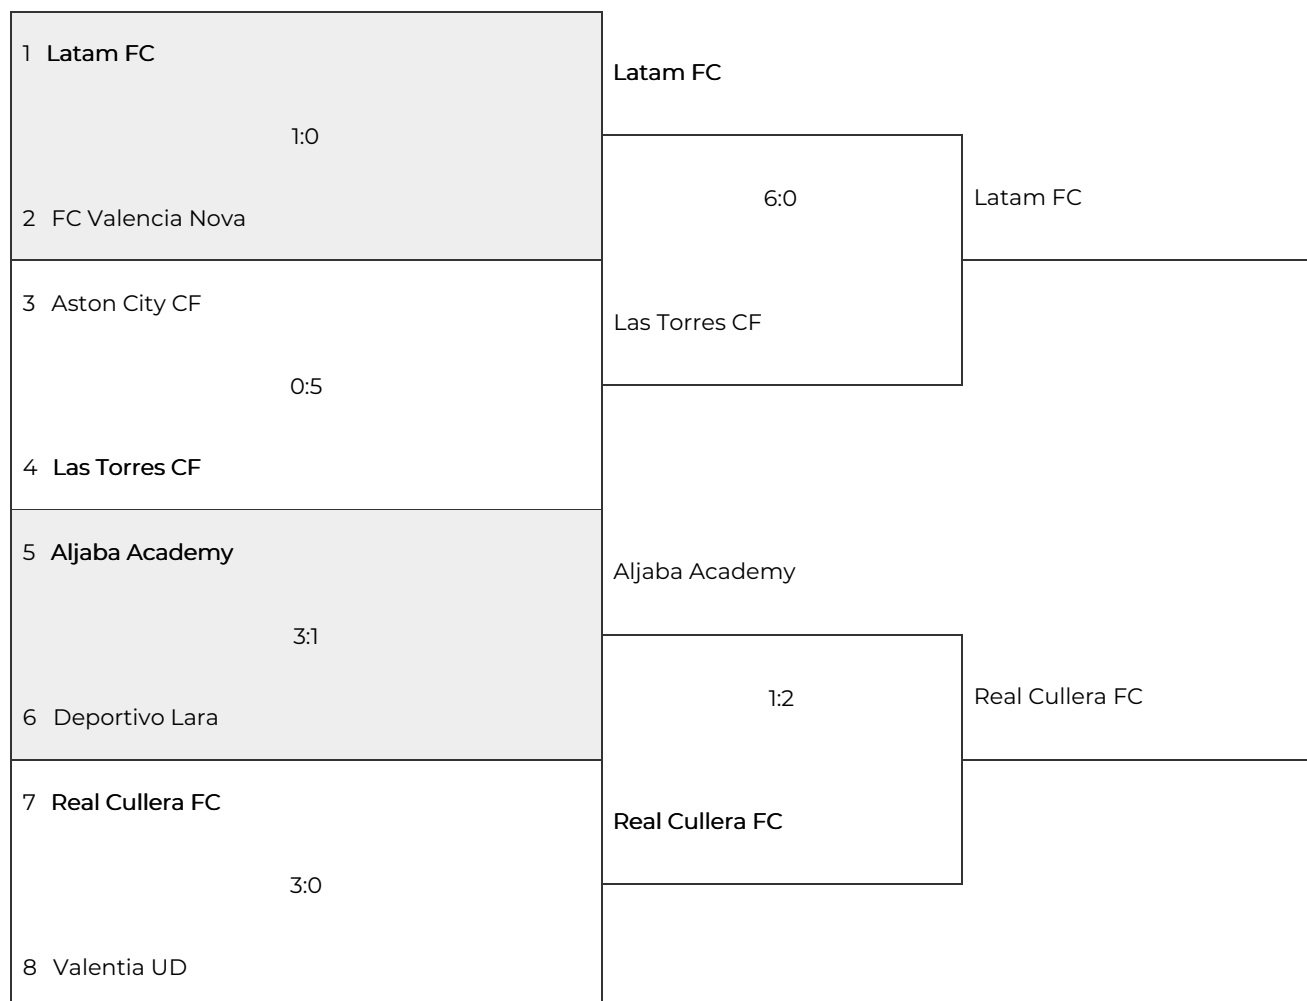 1 Latam FC
1:0
2 FC Valencia Nova
3 Aston City CF
0:5
4 Las Torres CF
5 Aljaba Academy
3:1
6 Deportivo Lara
7 Real Cullera FC
3:0
8 Valentia UD
Latam FC
6:0
Las Torres CF
Aljaba Academy
1:2
Real Cullera FC
Latam FC
Real Cullera FC